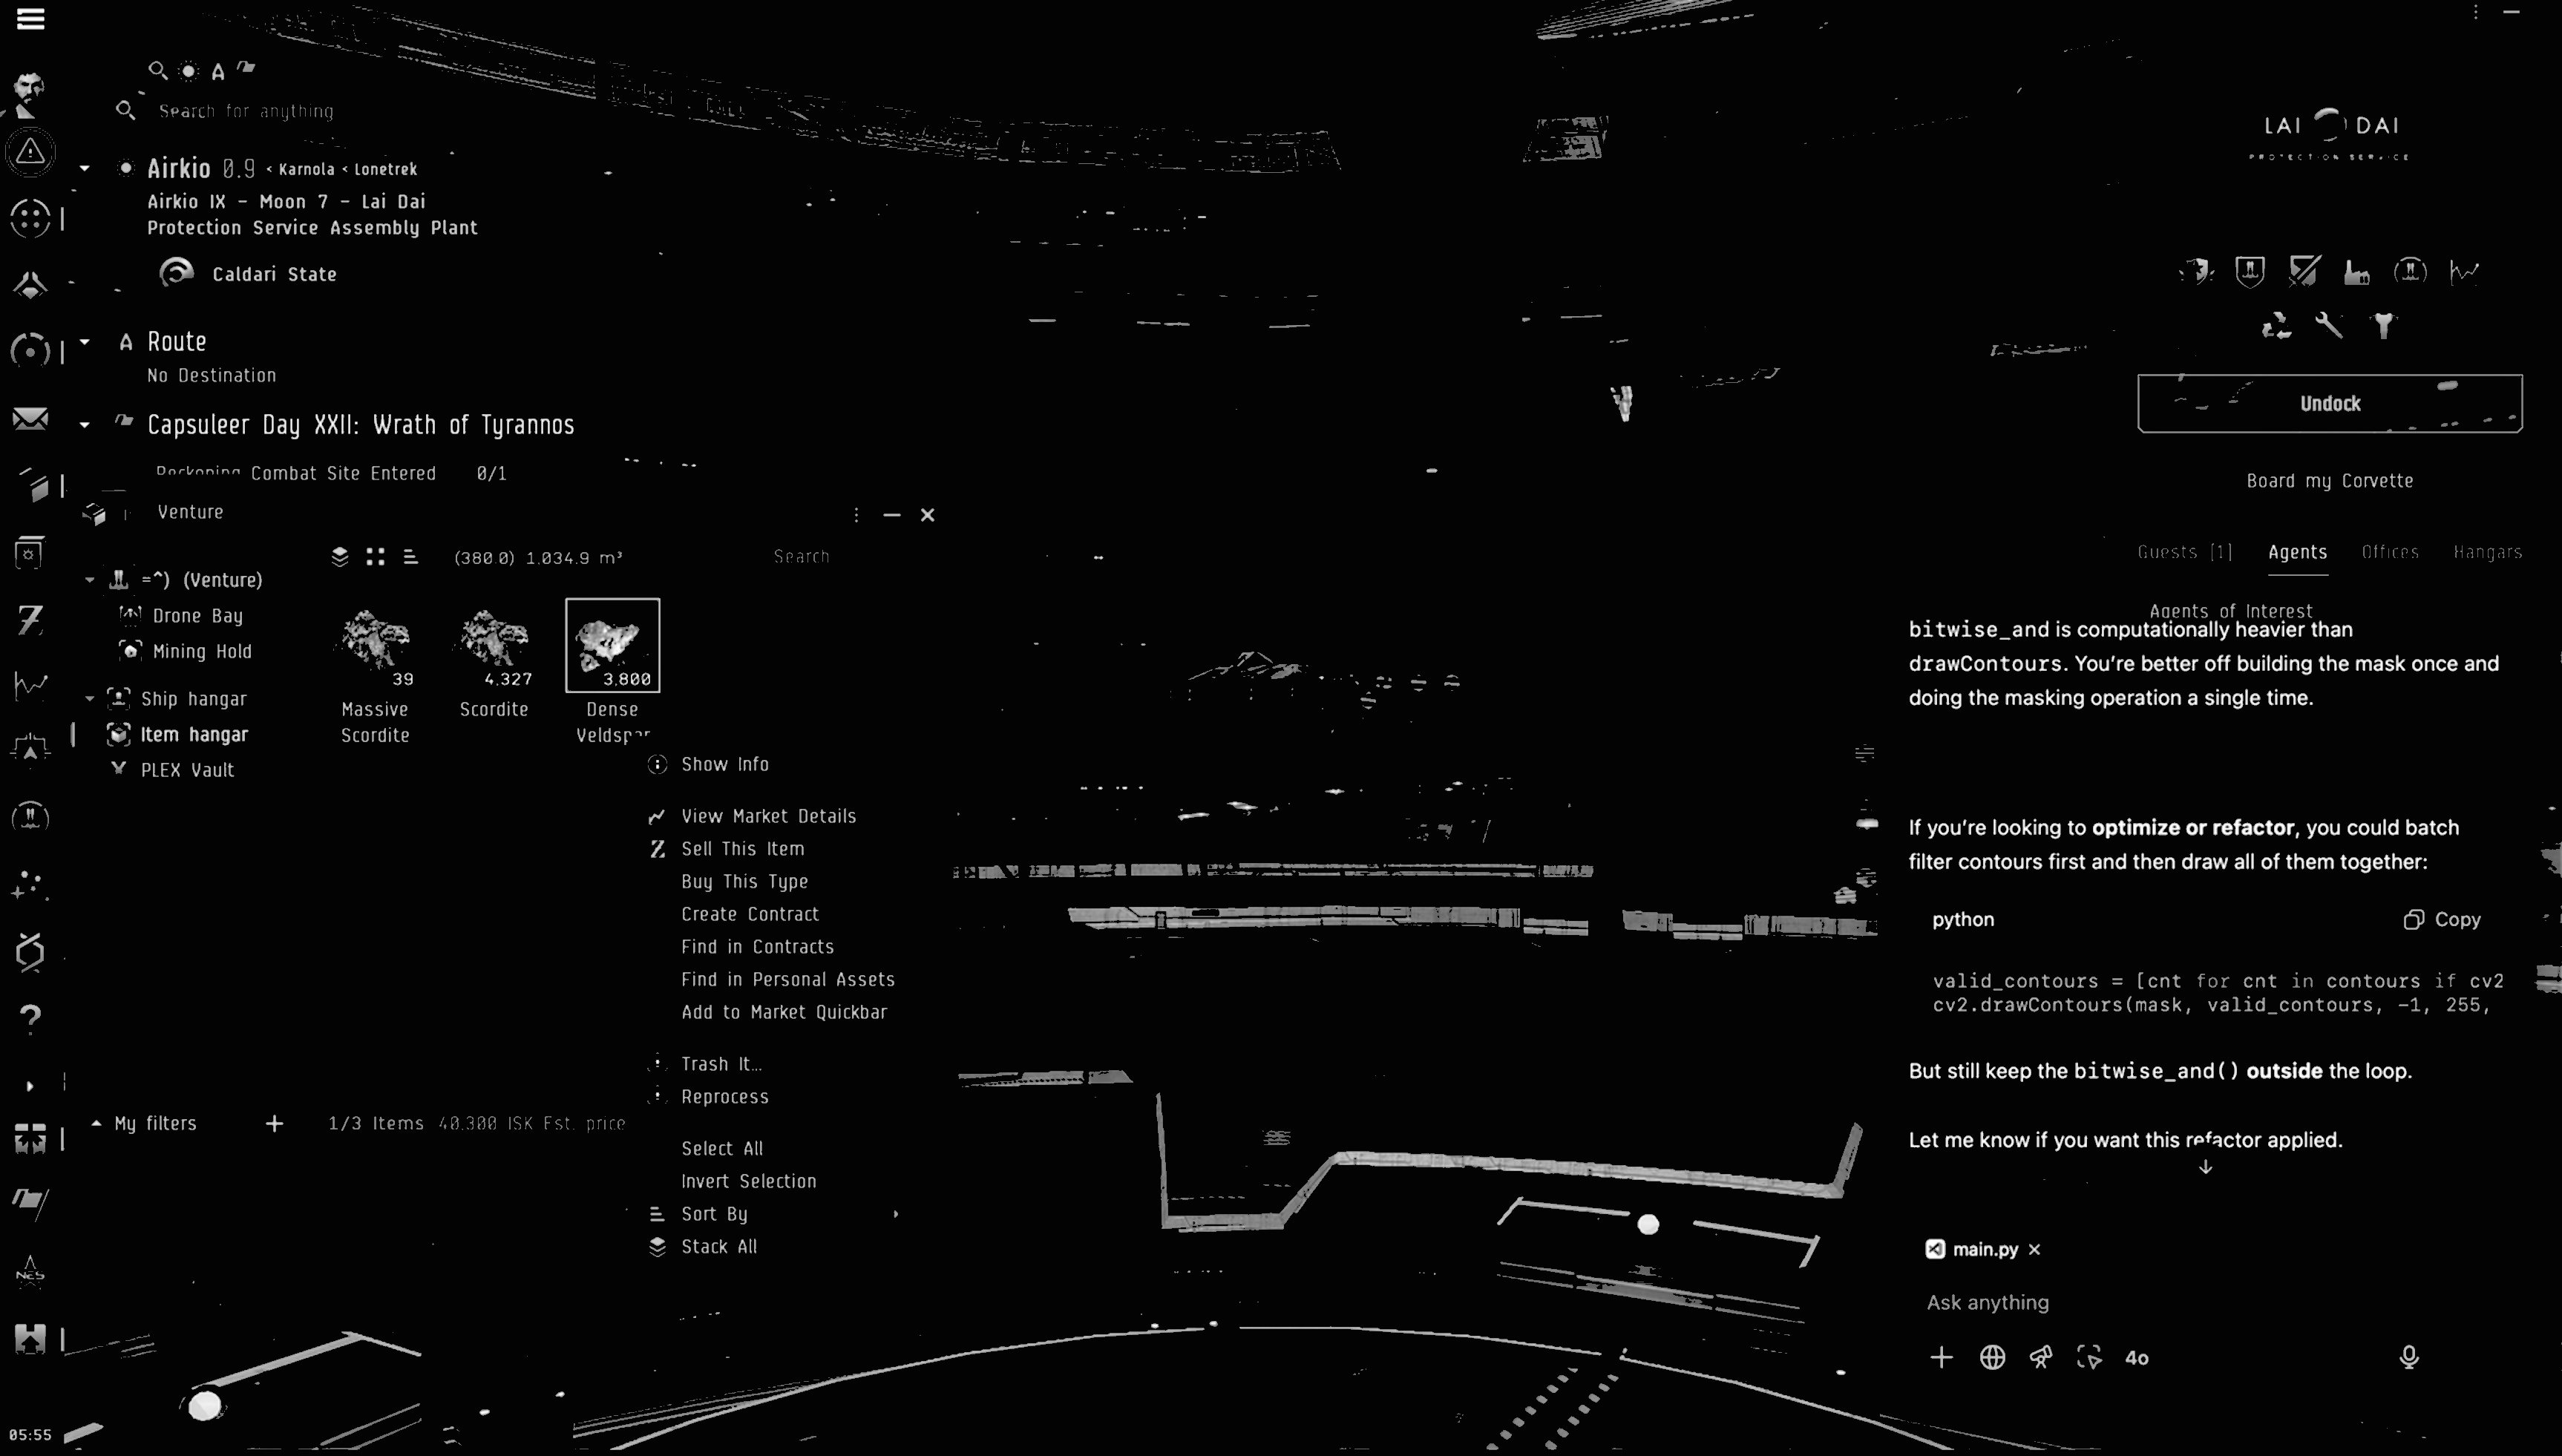 Search for anything
Airkio 0.9 < Karnola < Lonetrek
Airkio IX - Moon 7 - Lai Dai
Protection Service Assembly Plant
Caldari State
Route
No Destination
Capsuleer Day XXII: Wrath of Tyrannos
Reckoning Combat Site Entered 0/1
Venture
=^) (Venture)
Drone Bay
Mining Hold
Ship hangar
Item hangar
PLEX Vault
(380.0) 1.034.9 m³
Search
39
4.327
3,800
Massive
Scordite
Scordite
Dense
Veldspar
Show Info
View Market Details
Sell This Item
Buy This Type
Create Contract
Find in Contracts
Find in Personal Assets
Add to Market Quickbar
Trash It...
Reprocess
Select All
Invert Selection
Sort By
Stack All
My filters
1/3 Items 40.300 ISK Est. price
NES
05:55
LAI DAI
PROTECTION SERVICE
Undock
Board my Corvette
Guests [1] Agents Offices Hangars
Agents of Interest
bitwise_and is computationally heavier than
drawContours. You're better off building the mask once and
doing the masking operation a single time.
If you're looking to optimize or refactor, you could batch
filter contours first and then draw all of them together:
python
Copy
valid_contours = [cnt for cnt in contours if cv2
cv2.drawContours(mask, valid_contours, -1, 255,
But still keep the bitwise_and() outside the loop.
Let me know if you want this refactor applied.
main.py
Ask anything
4o